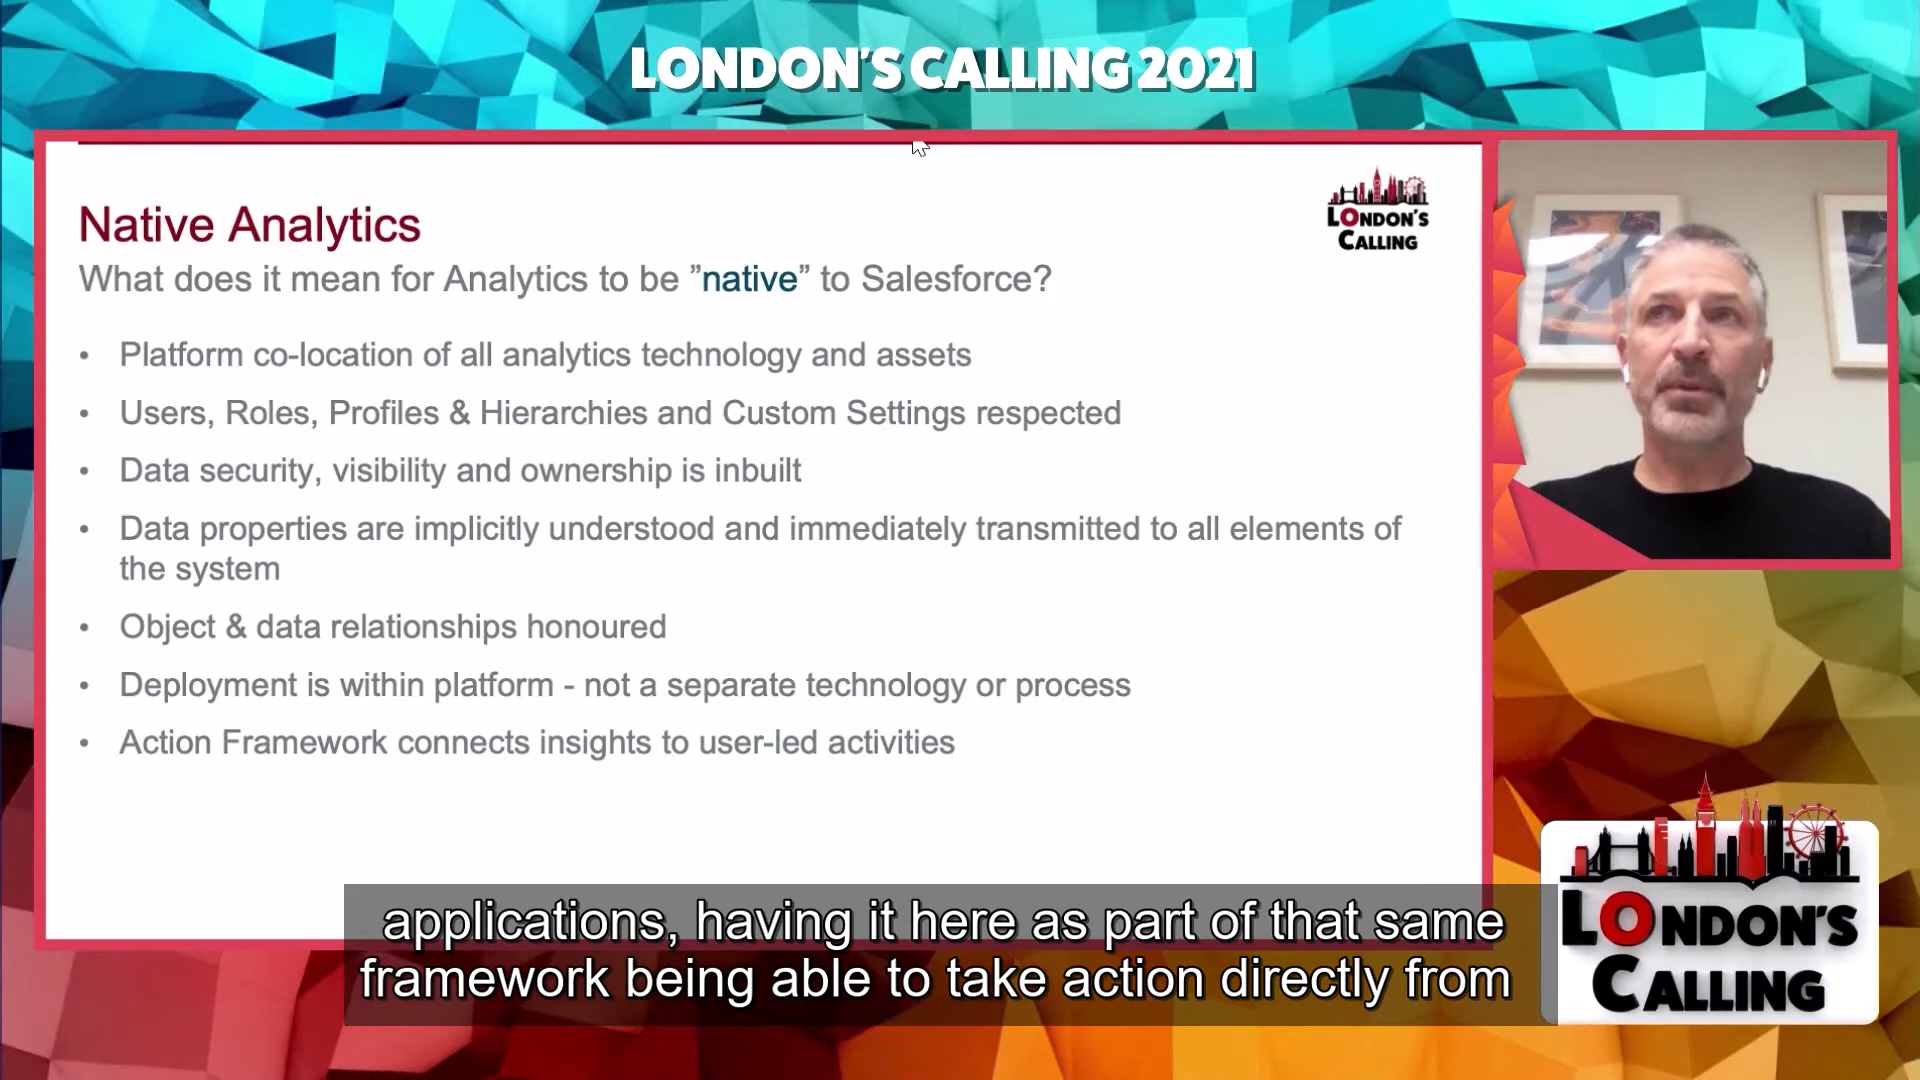 LONDON'S CALLING 2021
LONDON'S
CALLING
Native Analytics
What does it mean for Analytics to be ”native” to Salesforce?
• Platform co-location of all analytics technology and assets
• Users, Roles, Profiles & Hierarchies and Custom Settings respected
• Data security, visibility and ownership is inbuilt
• Data properties are implicitly understood and immediately transmitted to all elements of
the system
• Object & data relationships honoured
• Deployment is within platform - not a separate technology or process
• Action Framework connects insights to user-led activities
applications, having it here as part of that same
framework being able to take action directly from
LONDON'S
CALLING